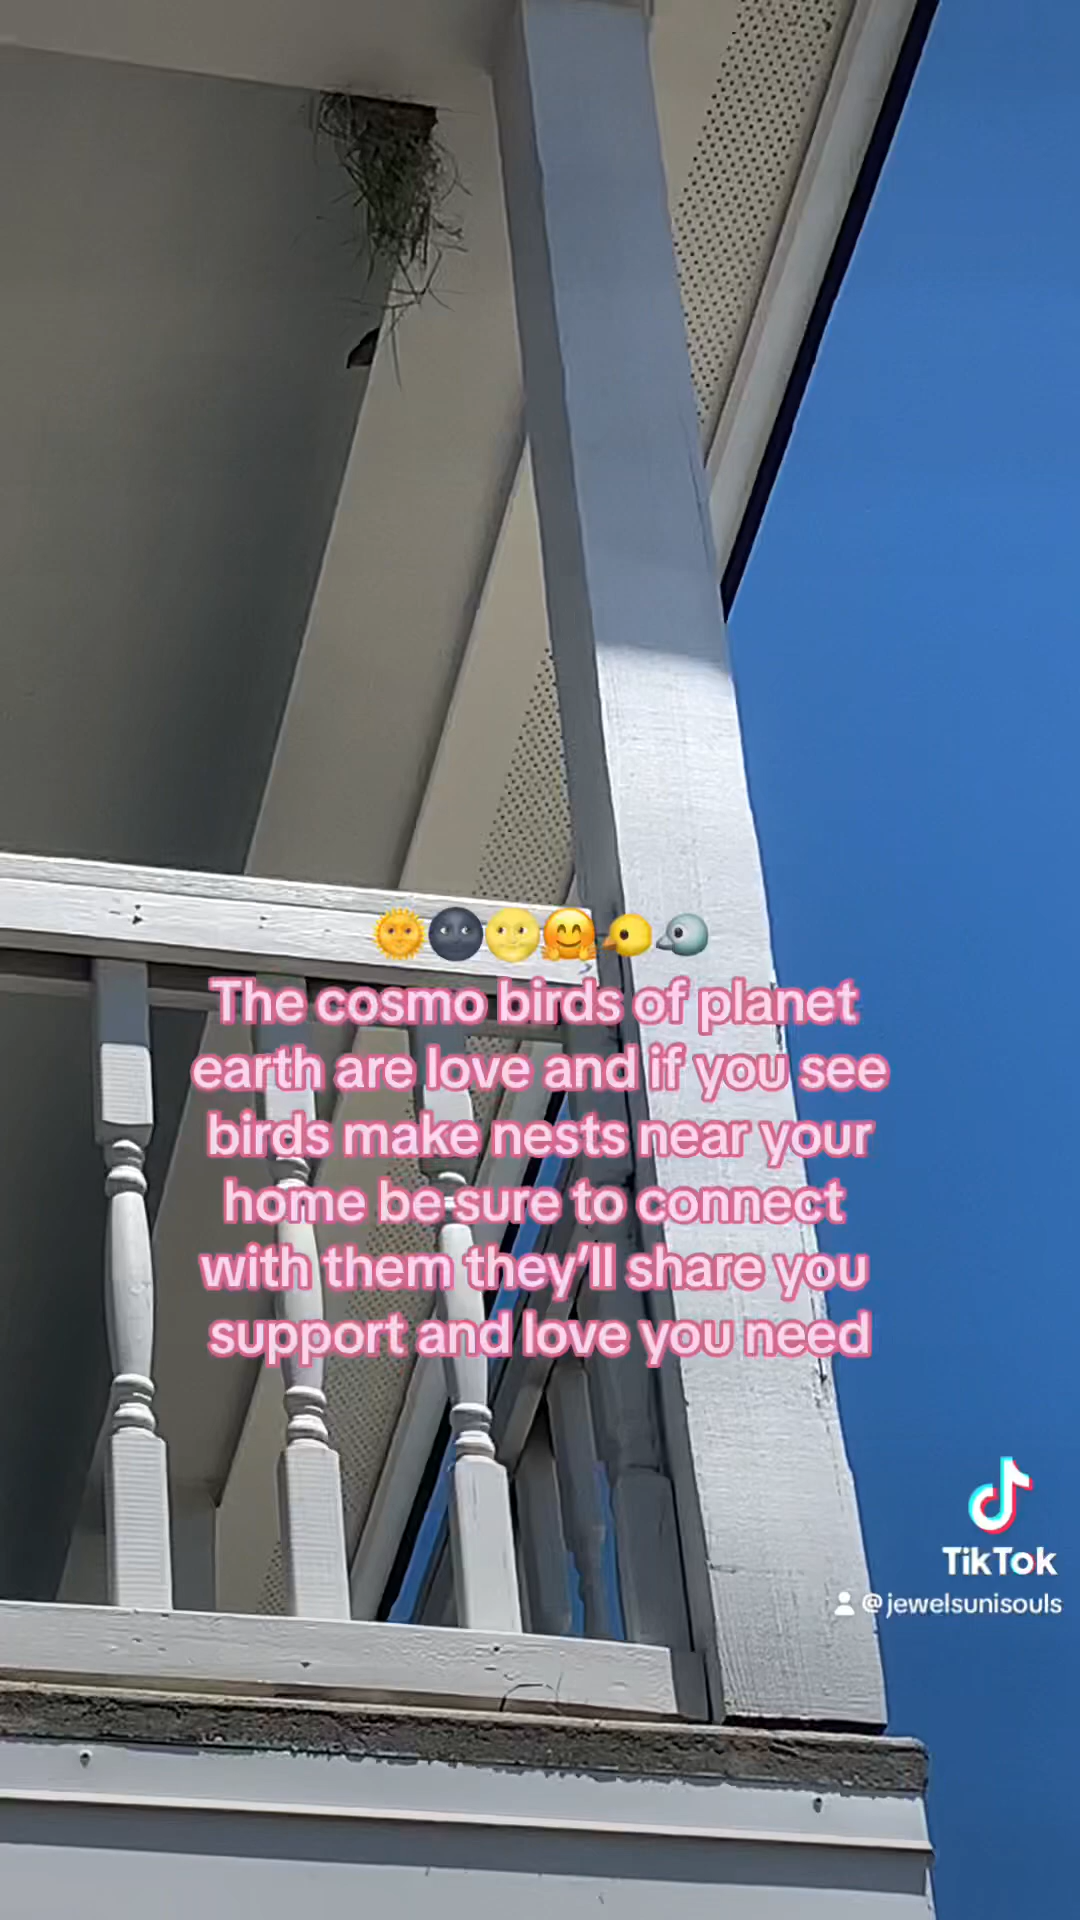 🌞🌚🌝🤗🐤🐦
The cosmo birds of planet
earth are love and if you see
birds make nests near your
home be sure to connect
with them they’ll share you
support and love you need
TikTok
@jewelsunisouls